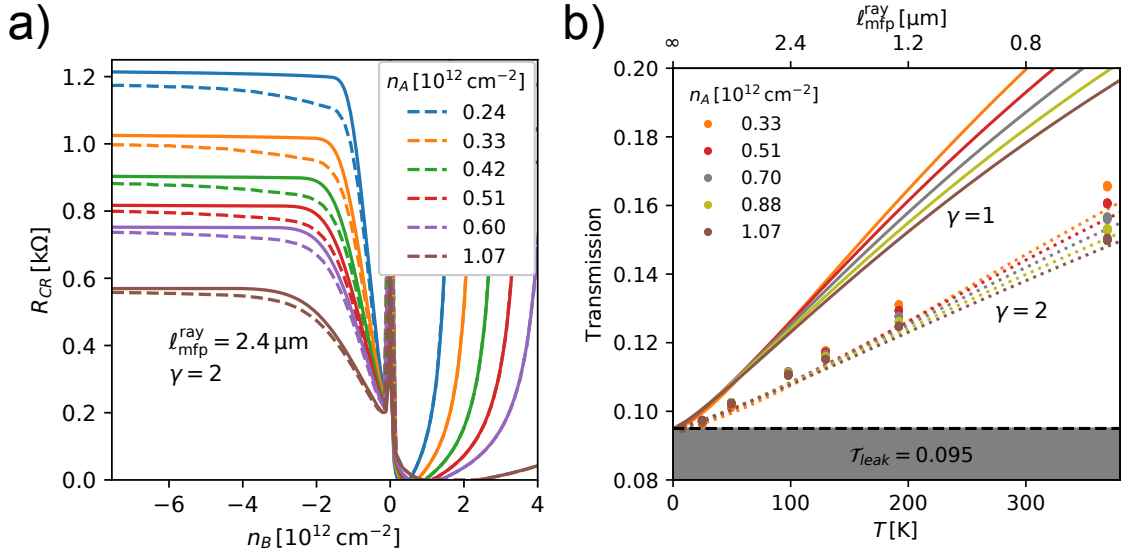 a)
1.2
1.0
0.8
0.6
0.4
0.2
0.0
R_CR [kΩ]
n_A [10^12 cm^−2]
0.24
0.33
0.42
0.51
0.60
1.07
ℓ_mfp^ray = 2.4 μm
γ = 2
−6
−4
−2
0
2
4
n_B [10^12 cm^−2]
b)
ℓ_mfp^ray [μm]
∞
2.4
1.2
0.8
0.20
0.18
0.16
0.14
0.12
0.10
0.08
Transmission
n_A [10^12 cm^−2]
0.33
0.51
0.70
0.88
1.07
γ = 1
γ = 2
T_leak = 0.095
0
100
200
300
T [K]